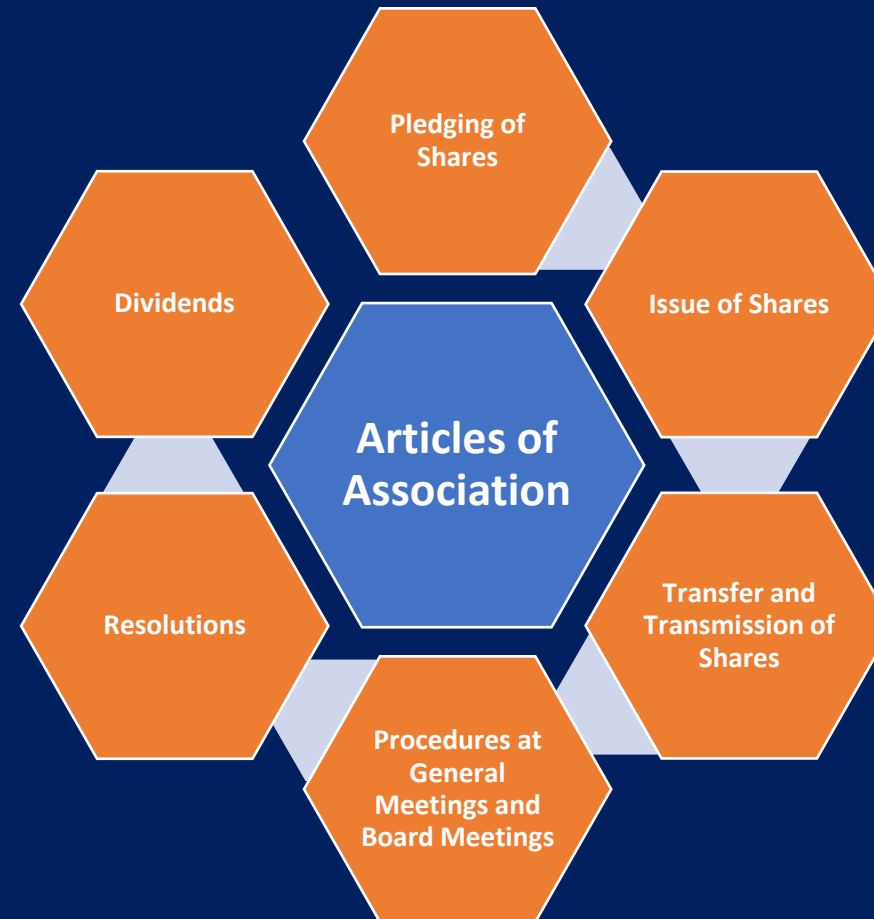 Pledging of
Shares
Dividends
Issue of Shares
Articles of
Association
Resolutions
Transfer and
Transmission of
Shares
Procedures at
General
Meetings and
Board Meetings